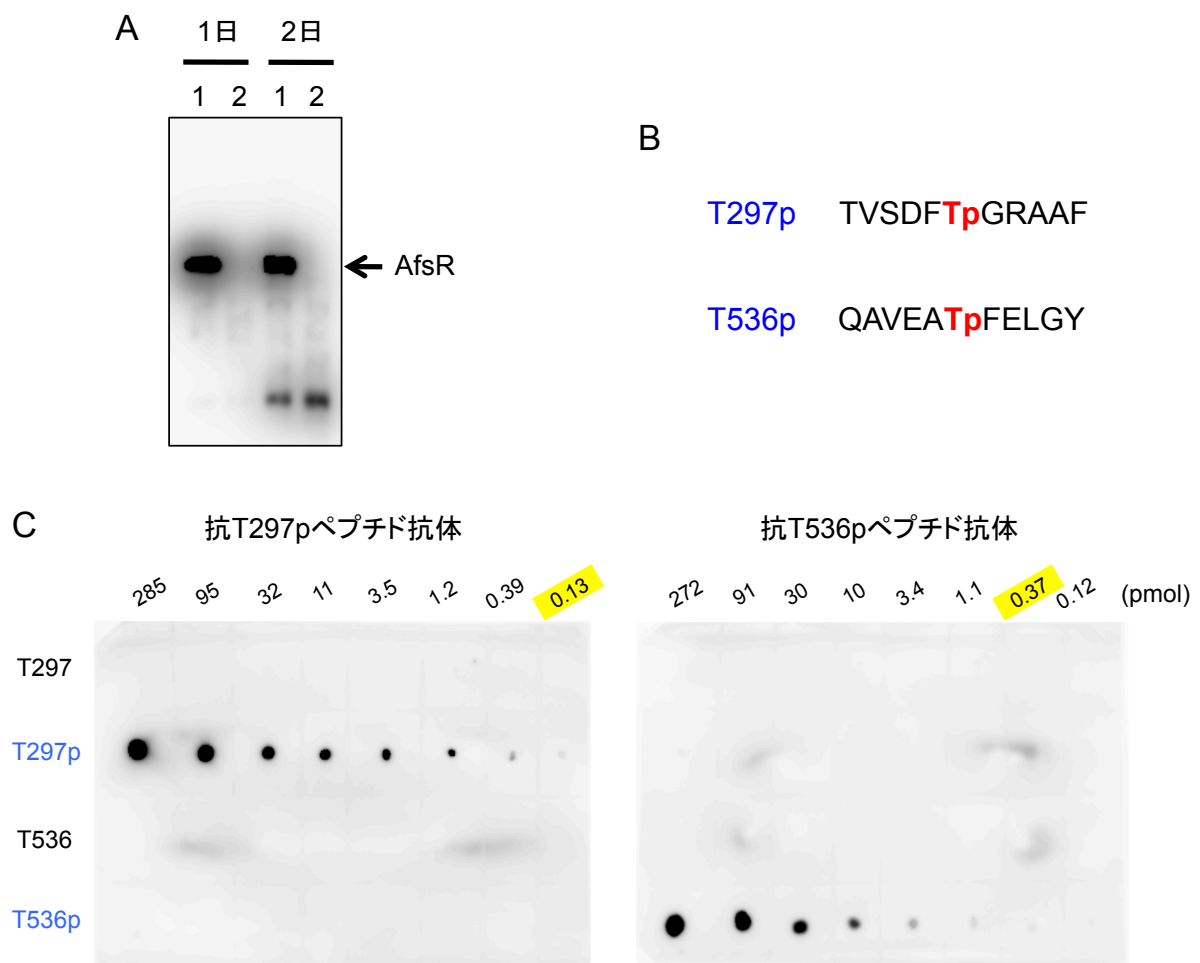 A
1日 2日
1 2 1 2
AfsR
B
T297p TVSDFTpGRAAF
T536p QAVEATpFELGY
C
抗T297pペプチド抗体
285 95 32 11 3.5 1.2 0.39 0.13
抗T536pペプチド抗体
272 91 30 10 3.4 1.1 0.37 0.12 (pmol)
T297
T297p
T536
T536p